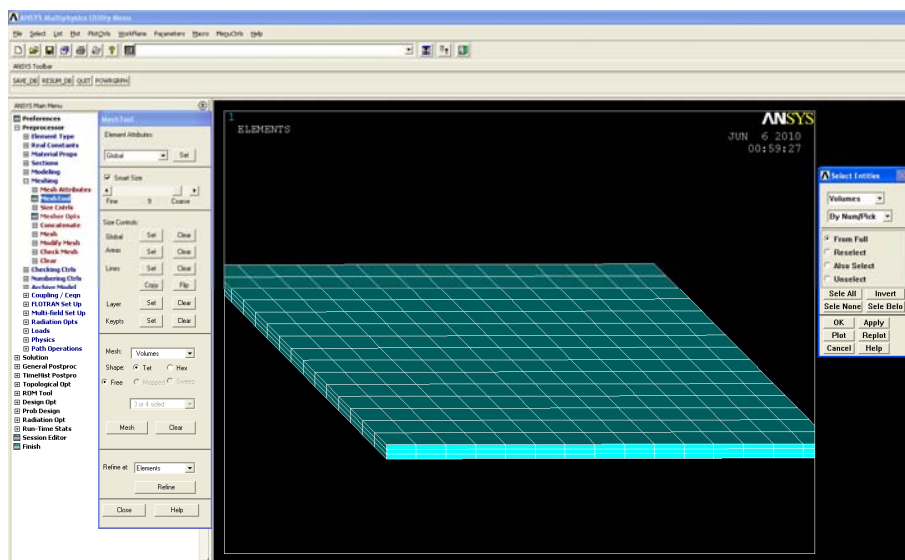 ANSYS Multiphysics Utility Menu
File Select List Plot PlotCtrls WorkPlane Parameters Macro MenuCtrls Help
ANSYS Toolbar
SAVE_DB RESUM_DB QUIT POWRGRPH
ANSYS Main Menu
Preferences
Preprocessor
Element Type
Real Constants
Material Props
Sections
Modeling
Meshing
Mesh Attributes
MeshTool
Size Cntrls
Mesher Opts
Concatenate
Mesh
Modify Mesh
Check Mesh
Clear
Checking Ctrls
Numbering Ctrls
Archive Model
Coupling / Ceqn
FLOTRAN Set Up
Multi-field Set Up
Radiation Opts
Loads
Physics
Path Operations
Solution
General Postproc
TimeHist Postpro
Topological Opt
ROM Tool
Design Opt
Prob Design
Radiation Opt
Run-Time Stats
Session Editor
Finish
MeshTool
Element Attributes:
Global Set
Smart Size
Fine 9 Coarse
Size Controls:
Global Set Clear
Areas Set Clear
Lines Set Clear
Copy Flip
Layer Set Clear
Keypts Set Clear
Mesh: Volumes
Shape: Tet Hex
Free Mapped Sweep
3 or 4 sided
Mesh Clear
Refine at: Elements
Refine
Close Help
1
ELEMENTS
ANSYS
JUN 6 2010
00:59:27
Select Entities
Volumes
By Num/Pick
From Full
Reselect
Also Select
Unselect
Sele All Invert
Sele None Sele Belo
OK Apply
Plot Replot
Cancel Help